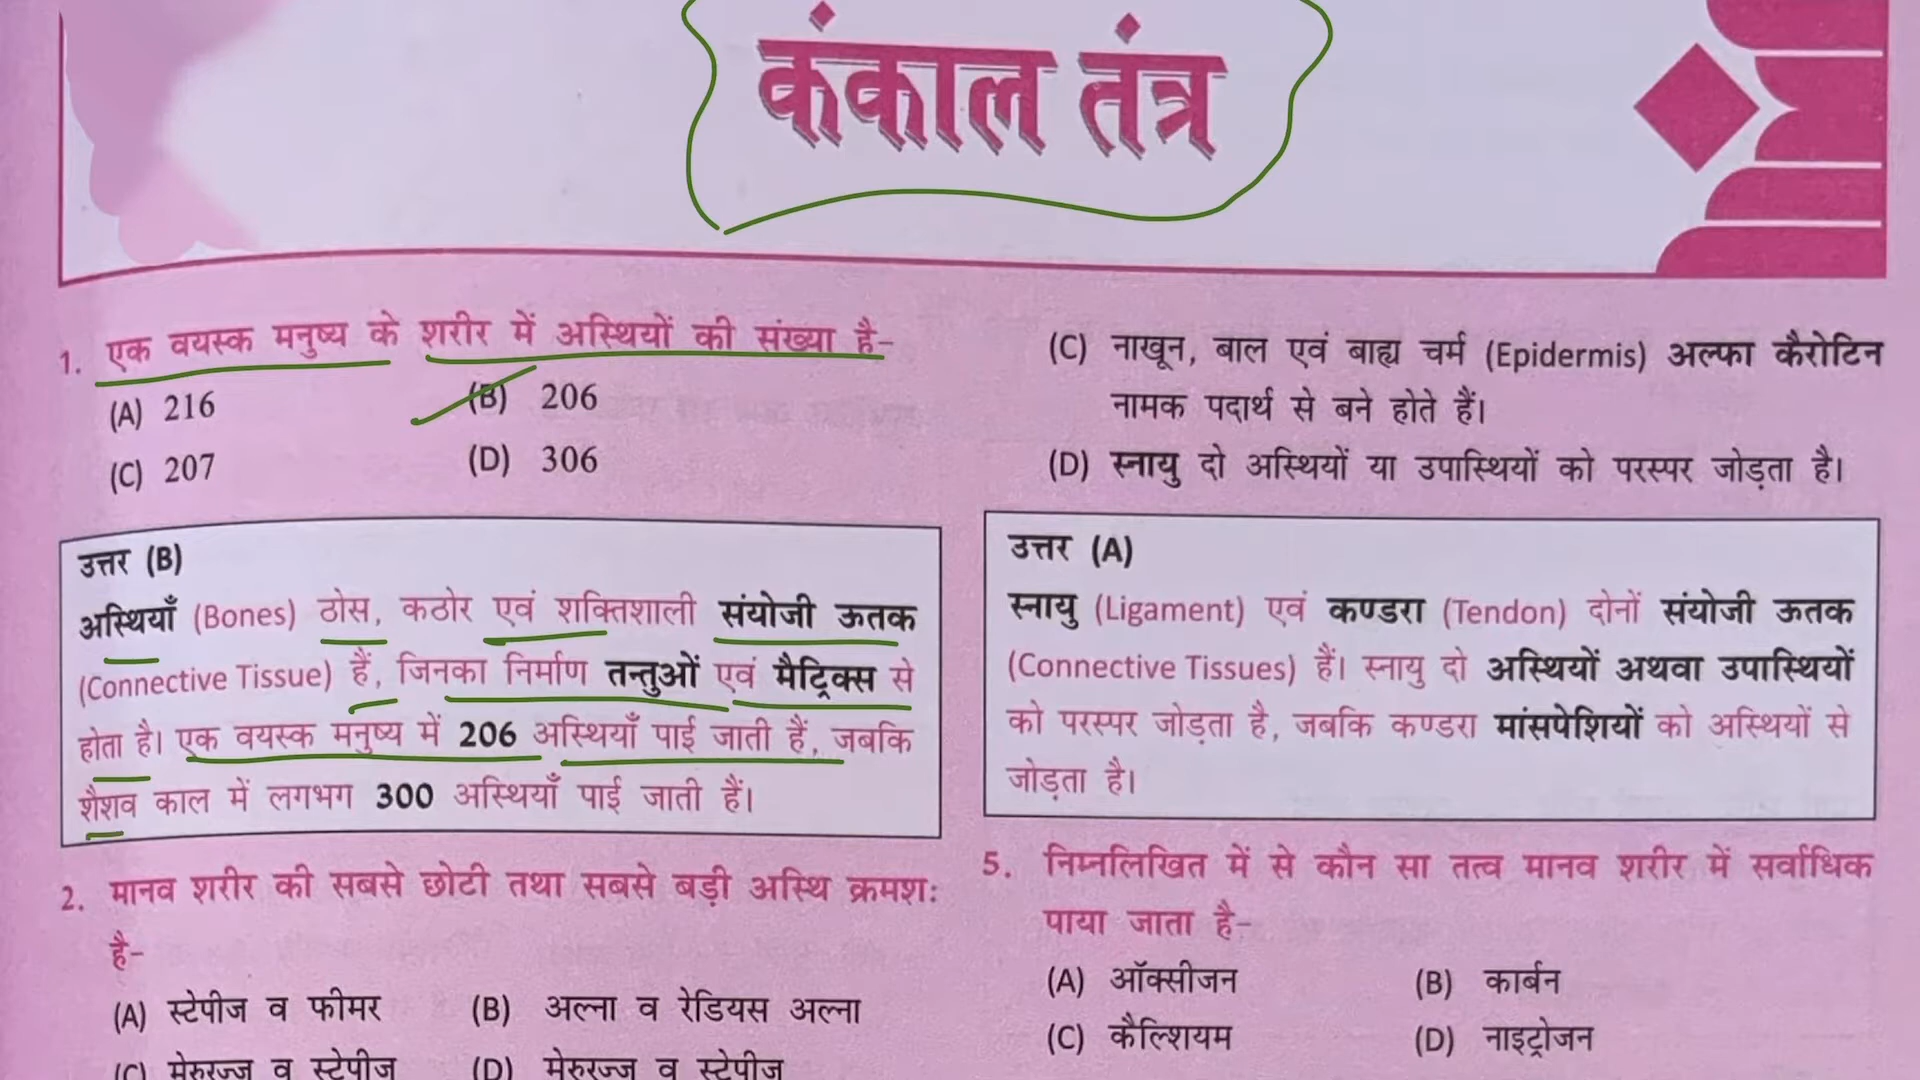 कंकाल तंत्र
1. एक वयस्क मनुष्य के शरीर में अस्थियों की संख्या है-
(A) 216 (B) 206
(C) 207 (D) 306
उत्तर (B)
अस्थियाँ (Bones) ठोस, कठोर एवं शक्तिशाली संयोजी ऊतक
(Connective Tissue) हैं, जिनका निर्माण तन्तुओं एवं मैट्रिक्स से
होता है। एक वयस्क मनुष्य में 206 अस्थियाँ पाई जाती हैं, जबकि
शैशव काल में लगभग 300 अस्थियाँ पाई जाती हैं।
2. मानव शरीर की सबसे छोटी तथा सबसे बड़ी अस्थि क्रमशः
है-
(A) स्टेपीज व फीमर (B) अल्ना व रेडियस अल्ना
(C) मेरुरज्जु व स्टेपीज (D) मेरुरज्जु व स्टेपीज
(C) नाखून, बाल एवं बाह्य चर्म (Epidermis) अल्फा कैरोटिन
नामक पदार्थ से बने होते हैं।
(D) स्नायु दो अस्थियों या उपास्थियों को परस्पर जोड़ता है।
उत्तर (A)
स्नायु (Ligament) एवं कण्डरा (Tendon) दोनों संयोजी ऊतक
(Connective Tissues) हैं। स्नायु दो अस्थियों अथवा उपास्थियों
को परस्पर जोड़ता है, जबकि कण्डरा मांसपेशियों को अस्थियों से
जोड़ता है।
5. निम्नलिखित में से कौन सा तत्व मानव शरीर में सर्वाधिक
पाया जाता है-
(A) ऑक्सीजन (B) कार्बन
(C) कैल्शियम (D) नाइट्रोजन